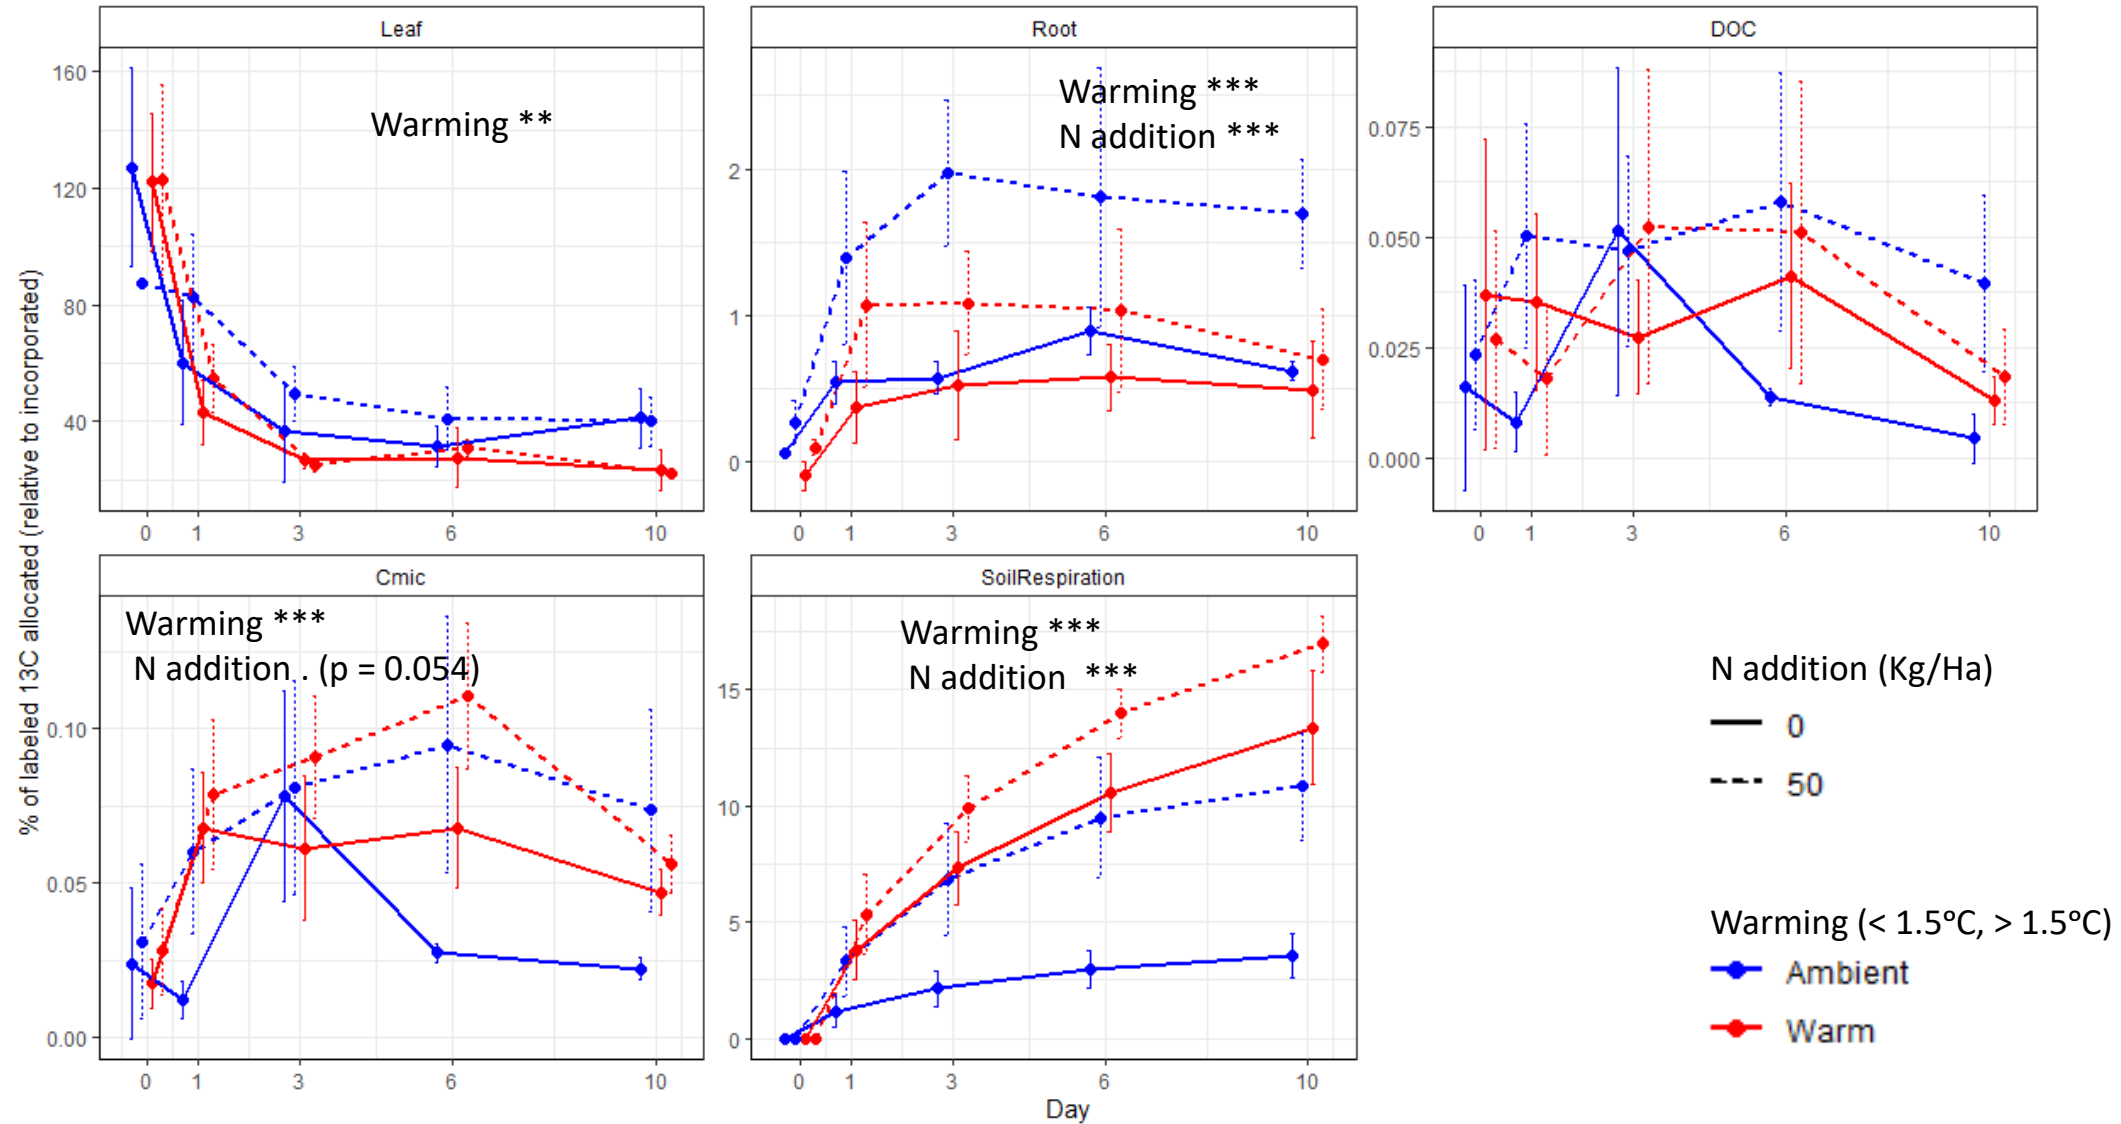 Leaf
Root
DOC
160
120
80
40
Warming **
0 1 3 6 10
2
1
0
Warming ***
N addition ***
0 1 3 6 10
0.075
0.050
0.025
0.000
0 1 3 6 10
% of labeled 13C allocated (relative to incorporated)
Cmic
SoilRespiration
Warming ***
N addition . (p = 0.054)
0.10
0.05
0.00
0 1 3 6 10
Warming ***
N addition ***
15
10
5
0
0 1 3 6 10
Day
N addition (Kg/Ha)
0
50
Warming (< 1.5°C, > 1.5°C)
Ambient
Warm